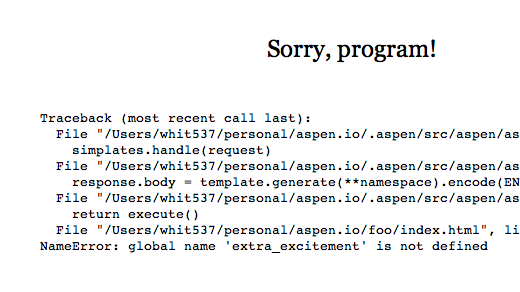 Sorry, program!
Traceback (most recent call last):
File "/Users/whit537/personal/aspen.io/.aspen/src/aspen/as
simplates.handle(request)
File "/Users/whit537/personal/aspen.io/.aspen/src/aspen/as
response.body = template.generate(**namespace).encode(EN
File "/Users/whit537/personal/aspen.io/.aspen/src/aspen/as
return execute()
File "/Users/whit537/personal/aspen.io/foo/index.html", li
NameError: global name 'extra_excitement' is not defined